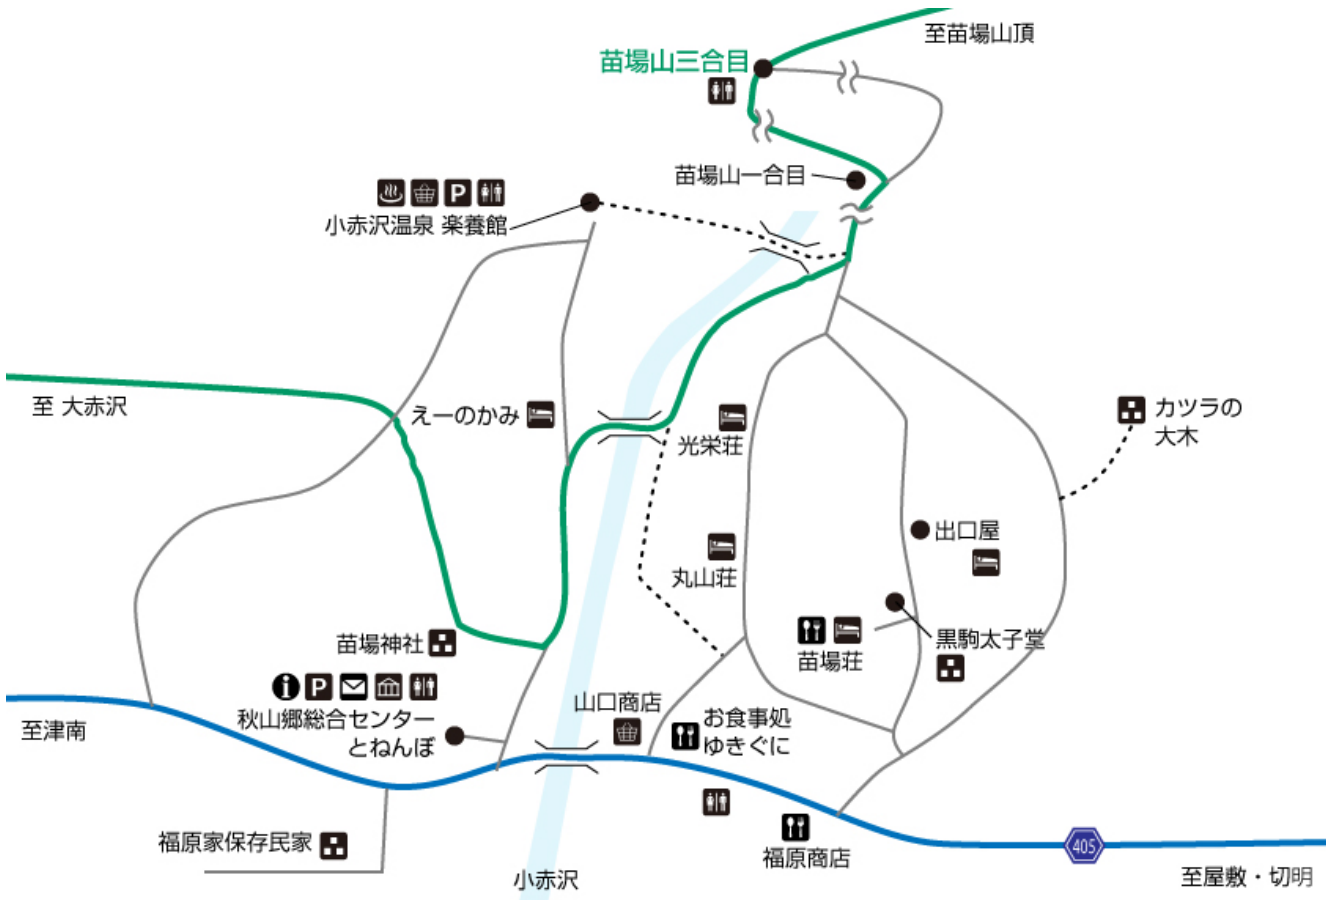 至苗場山頂
苗場山三合目
苗場山一合目
P
小赤沢温泉 楽養館
至 大赤沢
えーのかみ
光栄荘
カツラの
大木
出口屋
丸山荘
苗場神社
苗場荘
黒駒太子堂
i P
山口商店
秋山郷総合センター
とねんぼ
お食事処
ゆきぐに
至津南
福原家保存民家
福原商店
405
小赤沢
至屋敷・切明